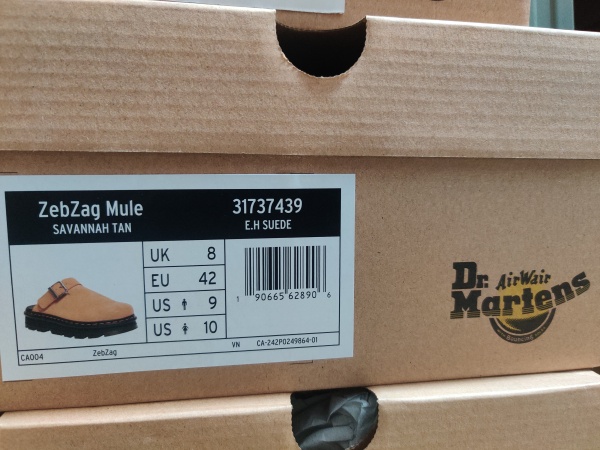 ZebZag Mule
SAVANNAH TAN
31737439
E.H SUEDE
UK 8
EU 42
US 9
US 10
1 90665 62890 6
CA004
ZebZag
VN CA-242P0249864-01
Dr. AirWair
Martens